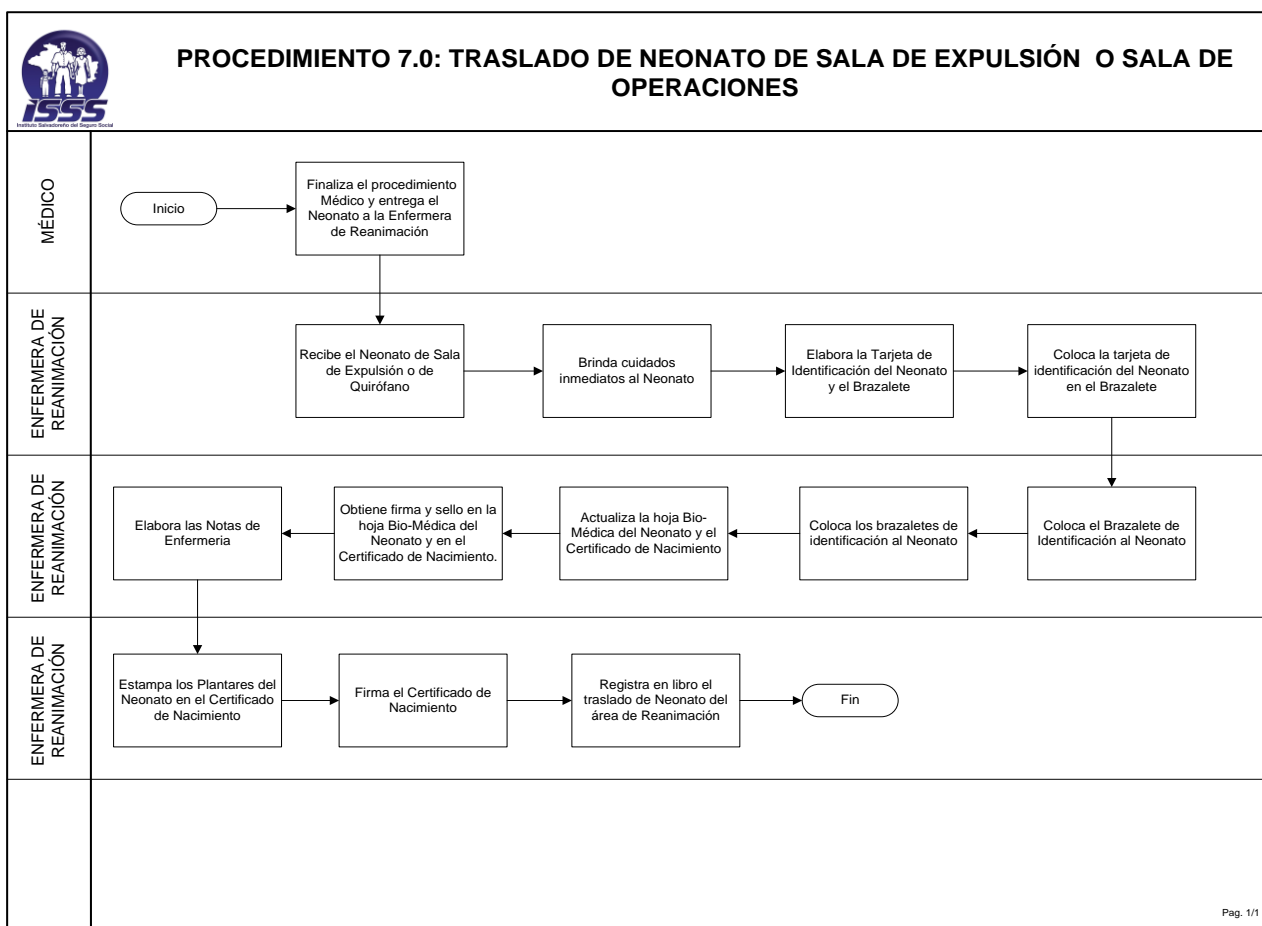 PROCEDIMIENTO 7.0: TRASLADO DE NEONATO DE SALA DE EXPULSIÓN O SALA DE
OPERACIONES
ISSS
Instituto Salvadoreño del Seguro Social
MÉDICO
Inicio
Finaliza el procedimiento
Médico y entrega el
Neonato a la Enfermera
de Reanimación
ENFERMERA DE
REANIMACIÓN
Recibe el Neonato de Sala
de Expulsión o de
Quirófano
Brinda cuidados
inmediatos al Neonato
Elabora la Tarjeta de
Identificación del Neonato
y el Brazalete
Coloca la tarjeta de
identificación del Neonato
en el Brazalete
ENFERMERA DE
REANIMACIÓN
Coloca el Brazalete de
Identificación al Neonato
Coloca los brazaletes de
identificación al Neonato
Actualiza la hoja Bio-
Médica del Neonato y el
Certificado de Nacimiento
Obtiene firma y sello en la
hoja Bio-Médica del
Neonato y en el
Certificado de Nacimiento.
Elabora las Notas de
Enfermeria
ENFERMERA DE
REANIMACIÓN
Estampa los Plantares del
Neonato en el Certificado
de Nacimiento
Firma el Certificado de
Nacimiento
Registra en libro el
traslado de Neonato del
área de Reanimación
Fin
Pag. 1/1